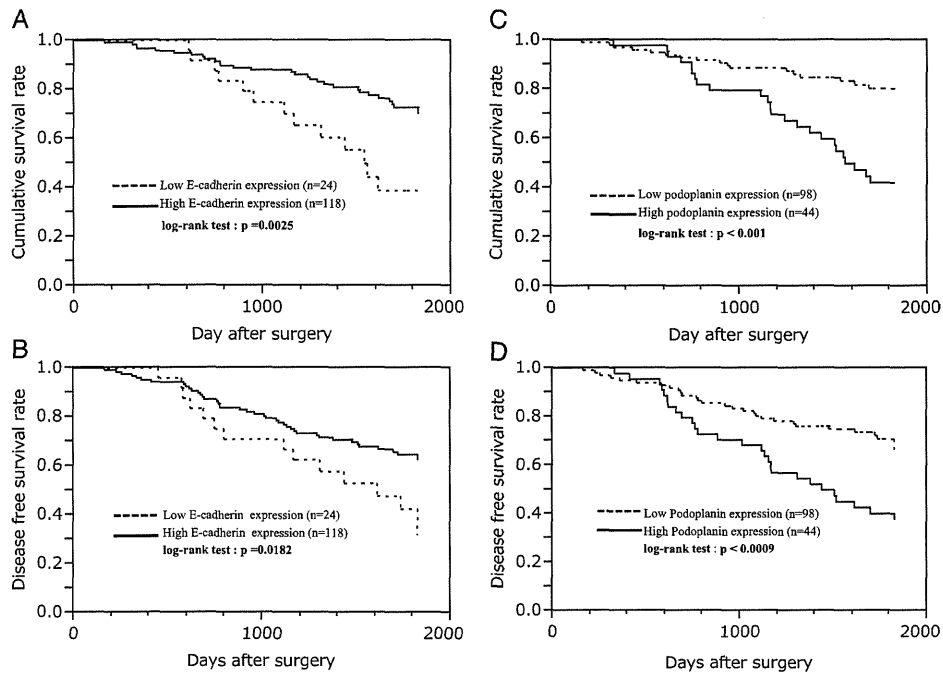 A
Cumulative survival rate
1.0
0.8
0.6
0.4
0.2
0.0
Low E-cadherin expression (n=24)
High E-cadherin expression (n=118)
log-rank test : p =0.0025
0
1000
2000
Day after surgery
C
Cumulative survival rate
1.0
0.8
0.6
0.4
0.2
0.0
Low podoplanin expression (n=98)
High podoplanin expression (n=44)
log-rank test : p < 0.001
0
1000
2000
Day after surgery
B
Disease free survival rate
1.0
0.8
0.6
0.4
0.2
0.0
Low E-cadherin expression (n=24)
High E-cadherin expression (n=118)
log-rank test : p =0.0182
0
1000
2000
Days after surgery
D
Disease free survival rate
1.0
0.8
0.6
0.4
0.2
0.0
Low Podoplanin expression (n=98)
High Podoplanin expression (n=44)
log-rank test : p < 0.0009
0
1000
2000
Days after surgery